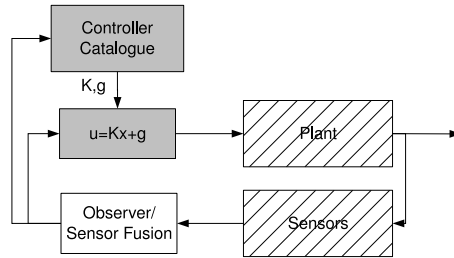 Controller
Catalogue
K,g
u=Kx+g
Plant
Observer/
Sensor Fusion
Sensors